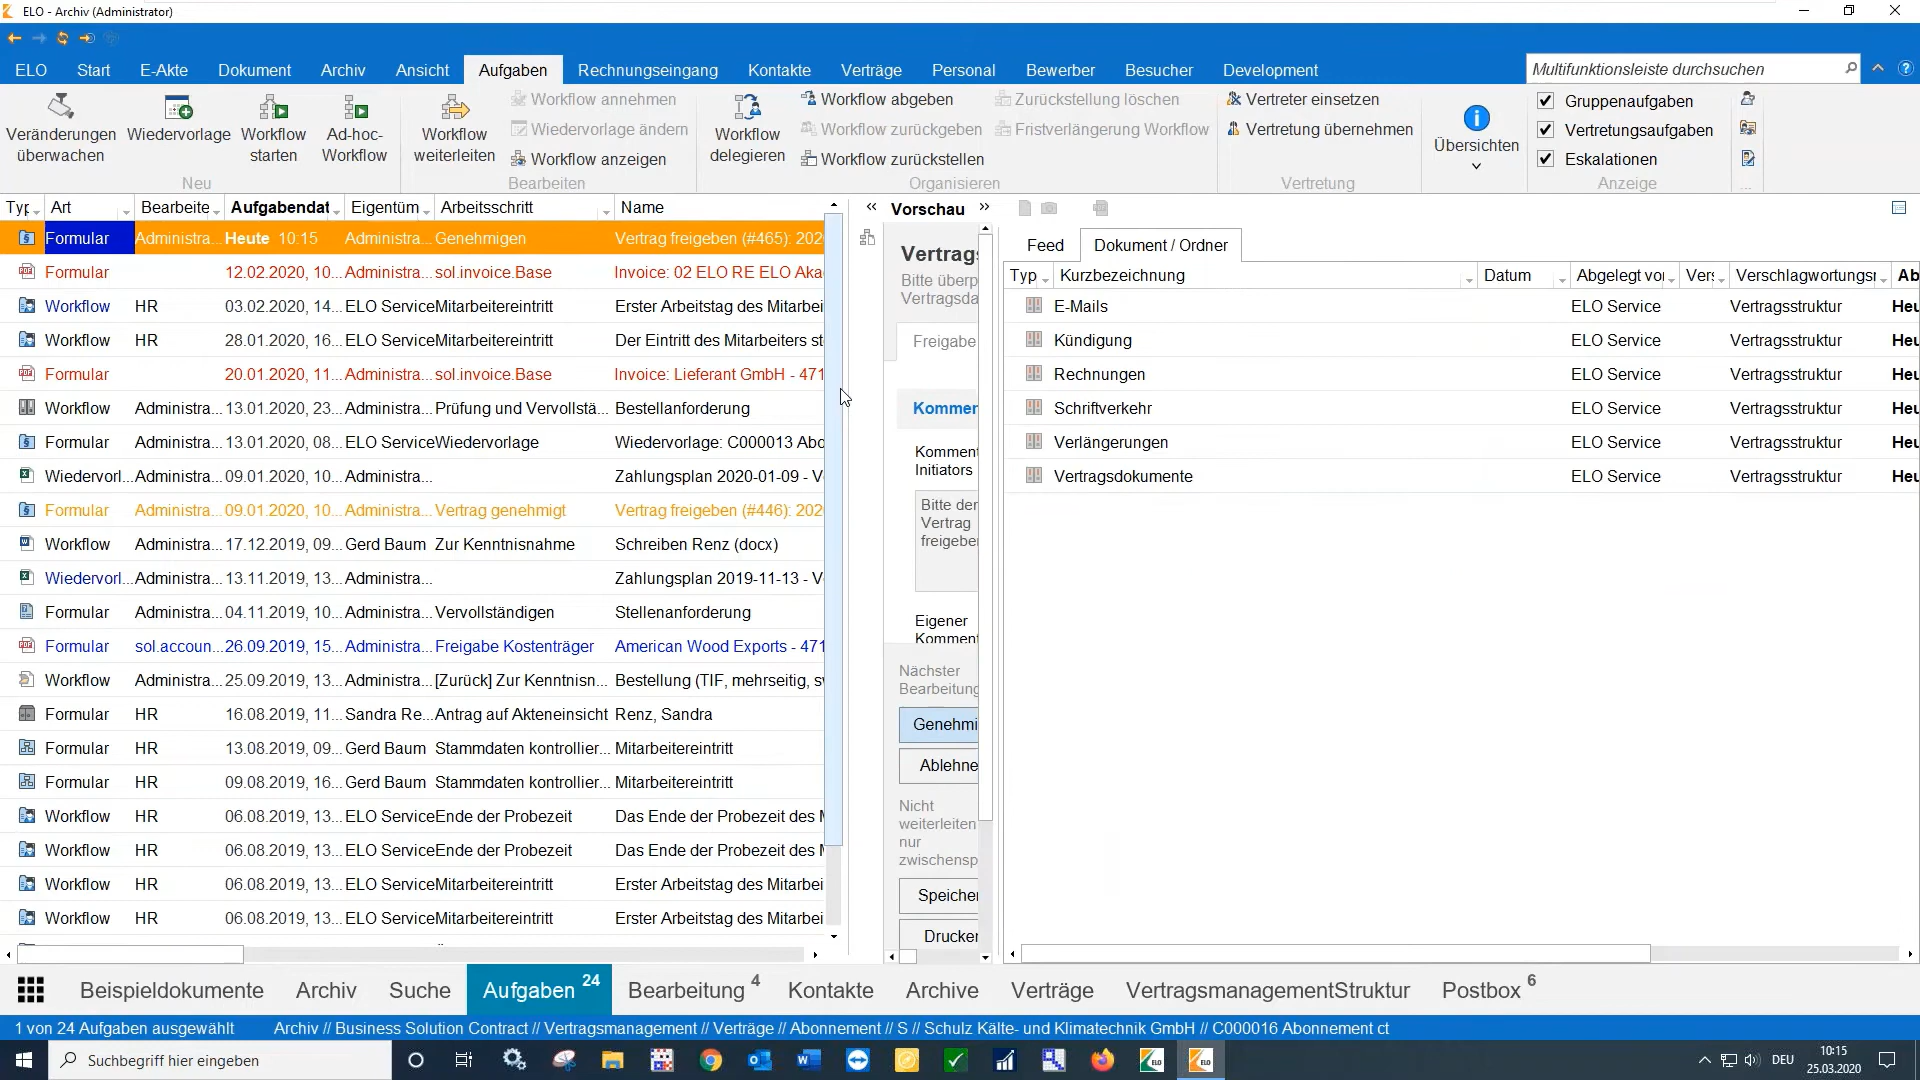 ELO - Archiv (Administrator)
ELO Start E-Akte Dokument Archiv Ansicht Aufgaben Rechnungseingang Kontakte Verträge Personal Bewerber Besucher Development
Multifunktionsleiste durchsuchen
Veränderungen überwachen
Wiedervorlage
Workflow starten
Ad-hoc-Workflow
Neu
Workflow weiterleiten
Workflow annehmen
Wiedervorlage ändern
Workflow anzeigen
Bearbeiten
Workflow delegieren
Workflow abgeben
Workflow zurückgeben
Workflow zurückstellen
Zurückstellung löschen
Fristverlängerung Workflow
Organisieren
Vertreter einsetzen
Vertretung übernehmen
Vertretung
Übersichten
Gruppenaufgaben
Vertretungsaufgaben
Eskalationen
Anzeige
...
Typ Art Bearbeite Aufgabendat Eigentüm Arbeitsschritt Name
Formular Administra... Heute 10:15 Administra... Genehmigen Vertrag freigeben (#465): 202
Formular 12.02.2020, 10... Administra... sol.invoice.Base Invoice: 02 ELO RE ELO Aka
Workflow HR 03.02.2020, 14... ELO Service Mitarbeitereintritt Erster Arbeitstag des Mitarbei
Workflow HR 28.01.2020, 16... ELO Service Mitarbeitereintritt Der Eintritt des Mitarbeiters st
Formular 20.01.2020, 11... Administra... sol.invoice.Base Invoice: Lieferant GmbH - 471
Workflow Administra... 13.01.2020, 23... Administra... Prüfung und Vervollstä... Bestellanforderung
Formular Administra... 13.01.2020, 08... ELO Service Wiedervorlage Wiedervorlage: C000013 Abo
Wiedervorl... Administra... 09.01.2020, 10... Administra... Zahlungsplan 2020-01-09 - V
Formular Administra... 09.01.2020, 10... Administra... Vertrag genehmigt Vertrag freigeben (#446): 202
Workflow Administra... 17.12.2019, 09... Gerd Baum Zur Kenntnisnahme Schreiben Renz (docx)
Wiedervorl... Administra... 13.11.2019, 13... Administra... Zahlungsplan 2019-11-13 - V
Formular Administra... 04.11.2019, 10... Administra... Vervollständigen Stellenanforderung
Formular sol.accoun... 26.09.2019, 15... Administra... Freigabe Kostenträger American Wood Exports - 471
Workflow Administra... 25.09.2019, 13... Administra... [Zurück] Zur Kenntnisn... Bestellung (TIF, mehrseitig, sv
Formular HR 16.08.2019, 11... Sandra Re... Antrag auf Akteneinsicht Renz, Sandra
Formular HR 13.08.2019, 09... Gerd Baum Stammdaten kontrollier... Mitarbeitereintritt
Formular HR 09.08.2019, 16... Gerd Baum Stammdaten kontrollier... Mitarbeitereintritt
Workflow HR 06.08.2019, 13... ELO Service Ende der Probezeit Das Ende der Probezeit des M
Workflow HR 06.08.2019, 13... ELO Service Ende der Probezeit Das Ende der Probezeit des M
Workflow HR 06.08.2019, 13... ELO Service Mitarbeitereintritt Erster Arbeitstag des Mitarbei
Workflow HR 06.08.2019, 13... ELO Service Mitarbeitereintritt Erster Arbeitstag des Mitarbei
« Vorschau »
Vertrags
Bitte überp
Vertragsda
Freigabe
Kommen
Komment
Initiators
Bitte den
Vertrag
freigeben
Eigener
Komment
Nächster
Bearbeitung
Genehmi
Ablehne
Nicht
weiterleiten
nur
zwischensp
Speicher
Drucken
Feed Dokument / Ordner
Typ Kurzbezeichnung Datum Abgelegt vo Vers Verschlagwortungsm Ab
E-Mails ELO Service Vertragsstruktur Heu
Kündigung ELO Service Vertragsstruktur Heu
Rechnungen ELO Service Vertragsstruktur Heu
Schriftverkehr ELO Service Vertragsstruktur Heu
Verlängerungen ELO Service Vertragsstruktur Heu
Vertragsdokumente ELO Service Vertragsstruktur Heu
Beispieldokumente Archiv Suche Aufgaben 24 Bearbeitung 4 Kontakte Archive Verträge VertragsmanagementStruktur Postbox 6
1 von 24 Aufgaben ausgewählt Archiv // Business Solution Contract // Vertragsmanagement // Verträge // Abonnement // S // Schulz Kälte- und Klimatechnik GmbH // C000016 Abonnement ct
Suchbegriff hier eingeben
DEU
10:15
25.03.2020